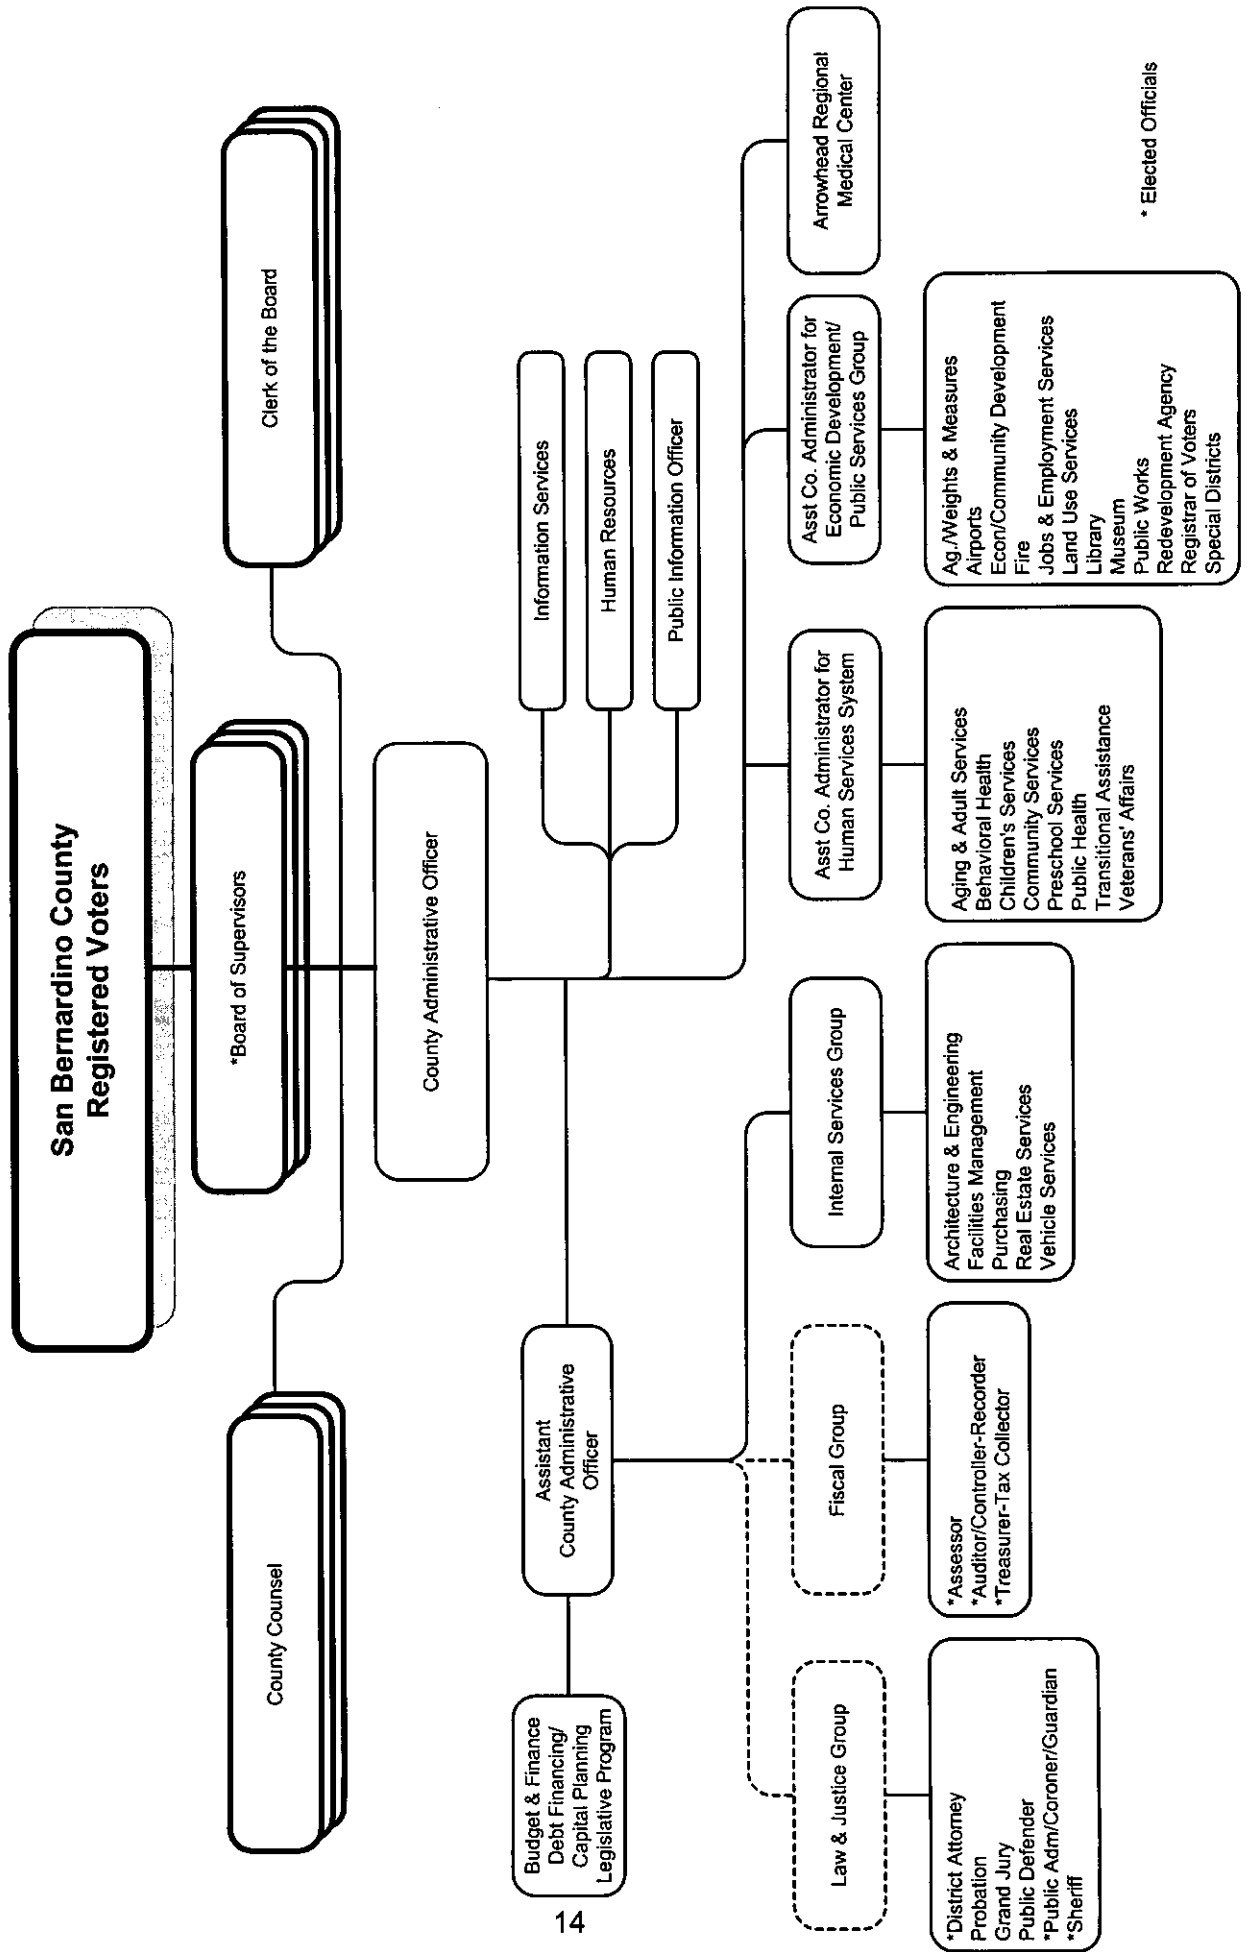 San Bernardino County
Registered Voters
*Board of Supervisors
County Counsel
Clerk of the Board
County Administrative Officer
Information Services
Human Resources
Public Information Officer
Assistant
County Administrative
Officer
Budget & Finance
Debt Financing/
Capital Planning
Legislative Program
Law & Justice Group
*District Attorney
Probation
Grand Jury
Public Defender
*Public Adm/Coroner/Guardian
*Sheriff
Fiscal Group
*Assessor
*Auditor/Controller-Recorder
*Treasurer-Tax Collector
Internal Services Group
Architecture & Engineering
Facilities Management
Purchasing
Real Estate Services
Vehicle Services
Asst Co. Administrator for
Human Services System
Aging & Adult Services
Behavioral Health
Children's Services
Community Services
Preschool Services
Public Health
Transitional Assistance
Veterans' Affairs
Asst Co. Administrator for
Economic Development/
Public Services Group
Ag./Weights & Measures
Airports
Econ/Community Development
Fire
Jobs & Employment Services
Land Use Services
Library
Museum
Public Works
Redevelopment Agency
Registrar of Voters
Special Districts
Arrowhead Regional
Medical Center
* Elected Officials
14